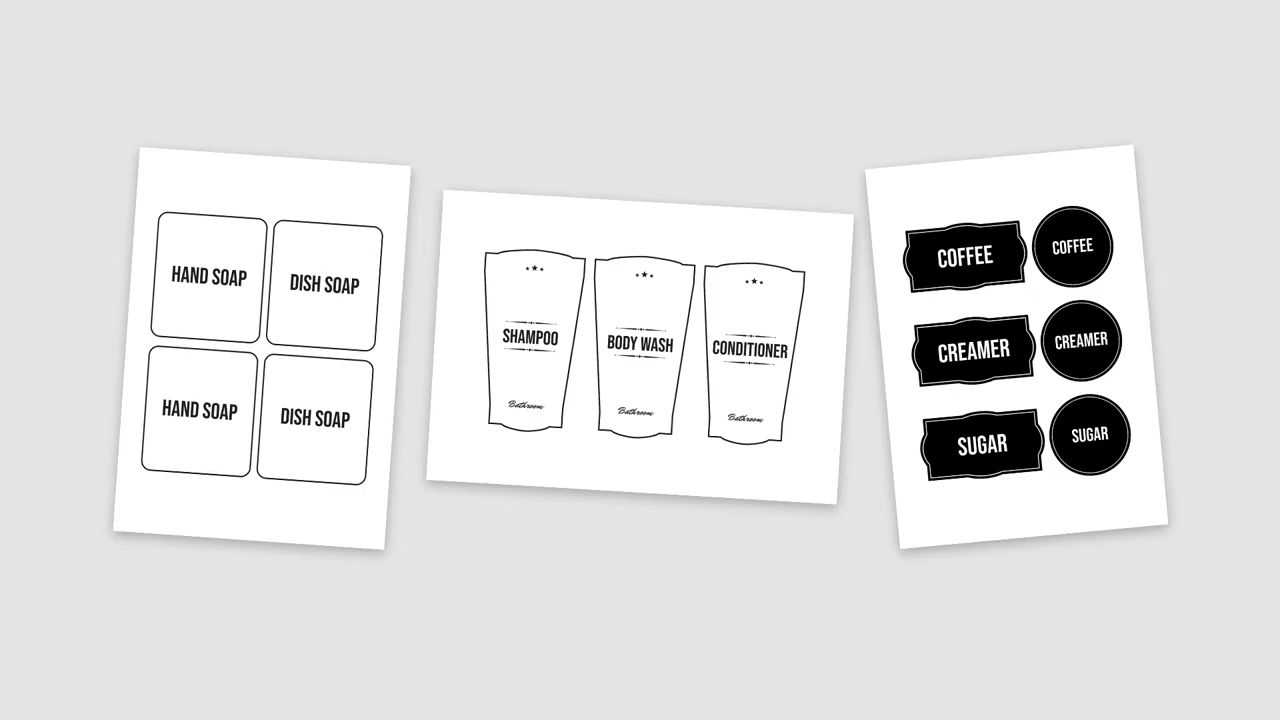 HAND SOAP
DISH SOAP
HAND SOAP
DISH SOAP
SHAMPOO
Bathroom
BODY WASH
Bathroom
CONDITIONER
Bathroom
COFFEE
COFFEE
CREAMER
CREAMER
SUGAR
SUGAR